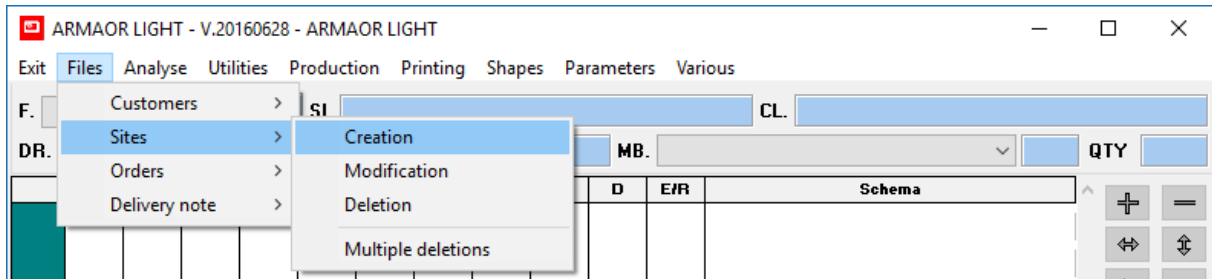 ARMAOR LIGHT - V.20160628 - ARMAOR LIGHT
Exit Files Analyse Utilities Production Printing Shapes Parameters Various
F. SI. CL.
Customers
Sites Creation
DR. MB. QTY
Orders Modification
D E/R Schema
Delivery note Deletion
Multiple deletions